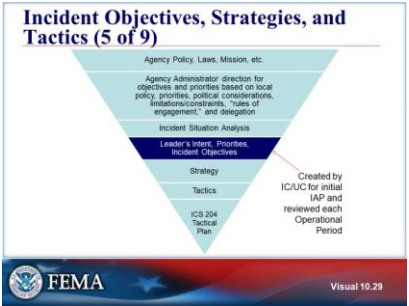 Incident Objectives, Strategies, and
Tactics (5 of 9)
Agency Policy, Laws, Mission, etc.
Agency Administrator direction for
objectives and priorities based on local
policy, priorities, political considerations,
limitations/constraints, "rules of
engagement," and delegation
Incident Situation Analysis
Leader's Intent, Priorities,
Incident Objectives
Strategy
Tactics
ICS 204
Tactical
Plan
Created by
IC/UC for initial
IAP and
reviewed each
Operational
Period
FEMA
Visual 10.29